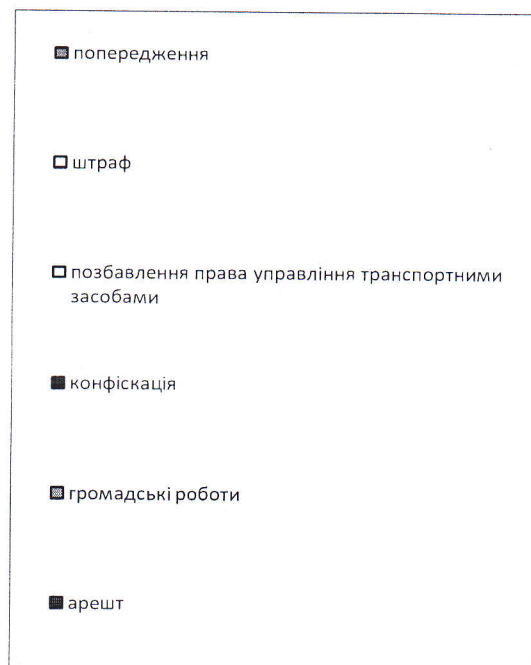 попередження
штраф
позбавлення права управління транспортними
засобами
конфіскація
громадські роботи
арешт